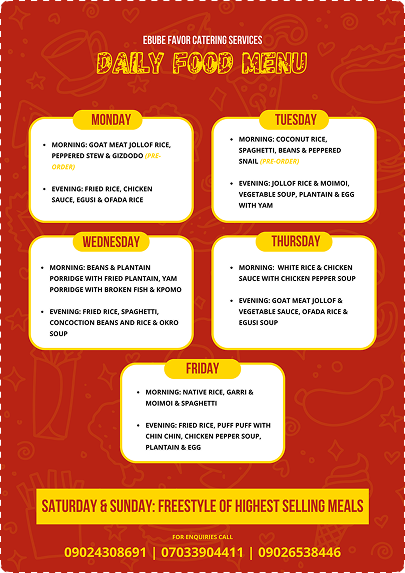 EBUBE FAVOR CATERING SERVICES
DAILY FOOD MENU
MONDAY
• MORNING: GOAT MEAT JOLLOF RICE,
PEPPERED STEW & GIZDODO (PRE-
ORDER)
• EVENING: FRIED RICE, CHICKEN
SAUCE, EGUSI & OFADA RICE
TUESDAY
• MORNING: COCONUT RICE,
SPAGHETTI, BEANS & PEPPERED
SNAIL (PRE-ORDER)
• EVENING: JOLLOF RICE & MOIMOI,
VEGETABLE SOUP, PLANTAIN & EGG
WITH YAM
WEDNESDAY
• MORNING: BEANS & PLANTAIN
PORRIDGE WITH FRIED PLANTAIN, YAM
PORRIDGE WITH BROKEN FISH & KPOMO
• EVENING: FRIED RICE, SPAGHETTI,
CONCOCTION BEANS AND RICE & OKRO
SOUP
THURSDAY
• MORNING: WHITE RICE & CHICKEN
SAUCE WITH CHICKEN PEPPER SOUP
• EVENING: GOAT MEAT JOLLOF &
VEGETABLE SAUCE, OFADA RICE &
EGUSI SOUP
FRIDAY
• MORNING: NATIVE RICE, GARRI &
MOIMOI & SPAGHETTI
• EVENING: FRIED RICE, PUFF PUFF WITH
CHIN CHIN, CHICKEN PEPPER SOUP,
PLANTAIN & EGG
SATURDAY & SUNDAY: FREESTYLE OF HIGHEST SELLING MEALS
FOR ENQUIRIES CALL
09024308691 | 07033904411 | 09026538446